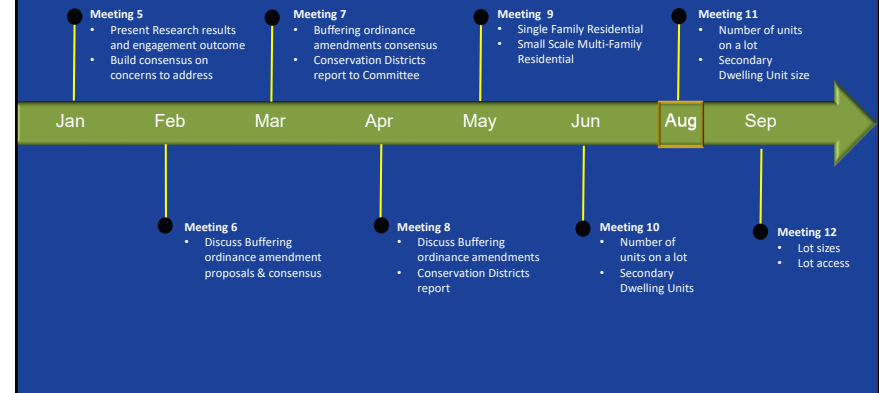 Meeting 5
• Present Research results
and engagement outcome
• Build consensus on
concerns to address
Meeting 7
• Buffering ordinance
amendments consensus
• Conservation Districts
report to Committee
Meeting 9
• Single Family Residential
• Small Scale Multi-Family
Residential
Meeting 11
• Number of units
on a lot
• Secondary
Dwelling Unit size
Jan Feb Mar Apr May Jun Aug Sep
Meeting 6
• Discuss Buffering
ordinance amendment
proposals & consensus
Meeting 8
• Discuss Buffering
ordinance amendments
• Conservation Districts
report
Meeting 10
• Number of
units on a lot
• Secondary
Dwelling Units
Meeting 12
• Lot sizes
• Lot access